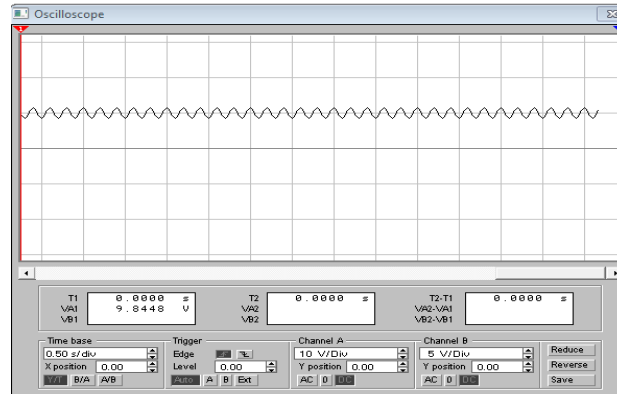 Oscilloscope
1
T1 0.0000 s T2 0.0000 s T2-T1 0.0000 s
VA1 9.8448 V VA2 VA2-VA1
VB1 VB2 VB2-VB1
Time base Trigger Channel A Channel B
0.50 s/div Edge 10 V/Div 5 V/Div Reduce
X position 0.00 Level 0.00 Y position 0.00 Y position 0.00 Reverse
Y/T B/A A/B Auto A B Ext AC 0 DC AC 0 DC Save